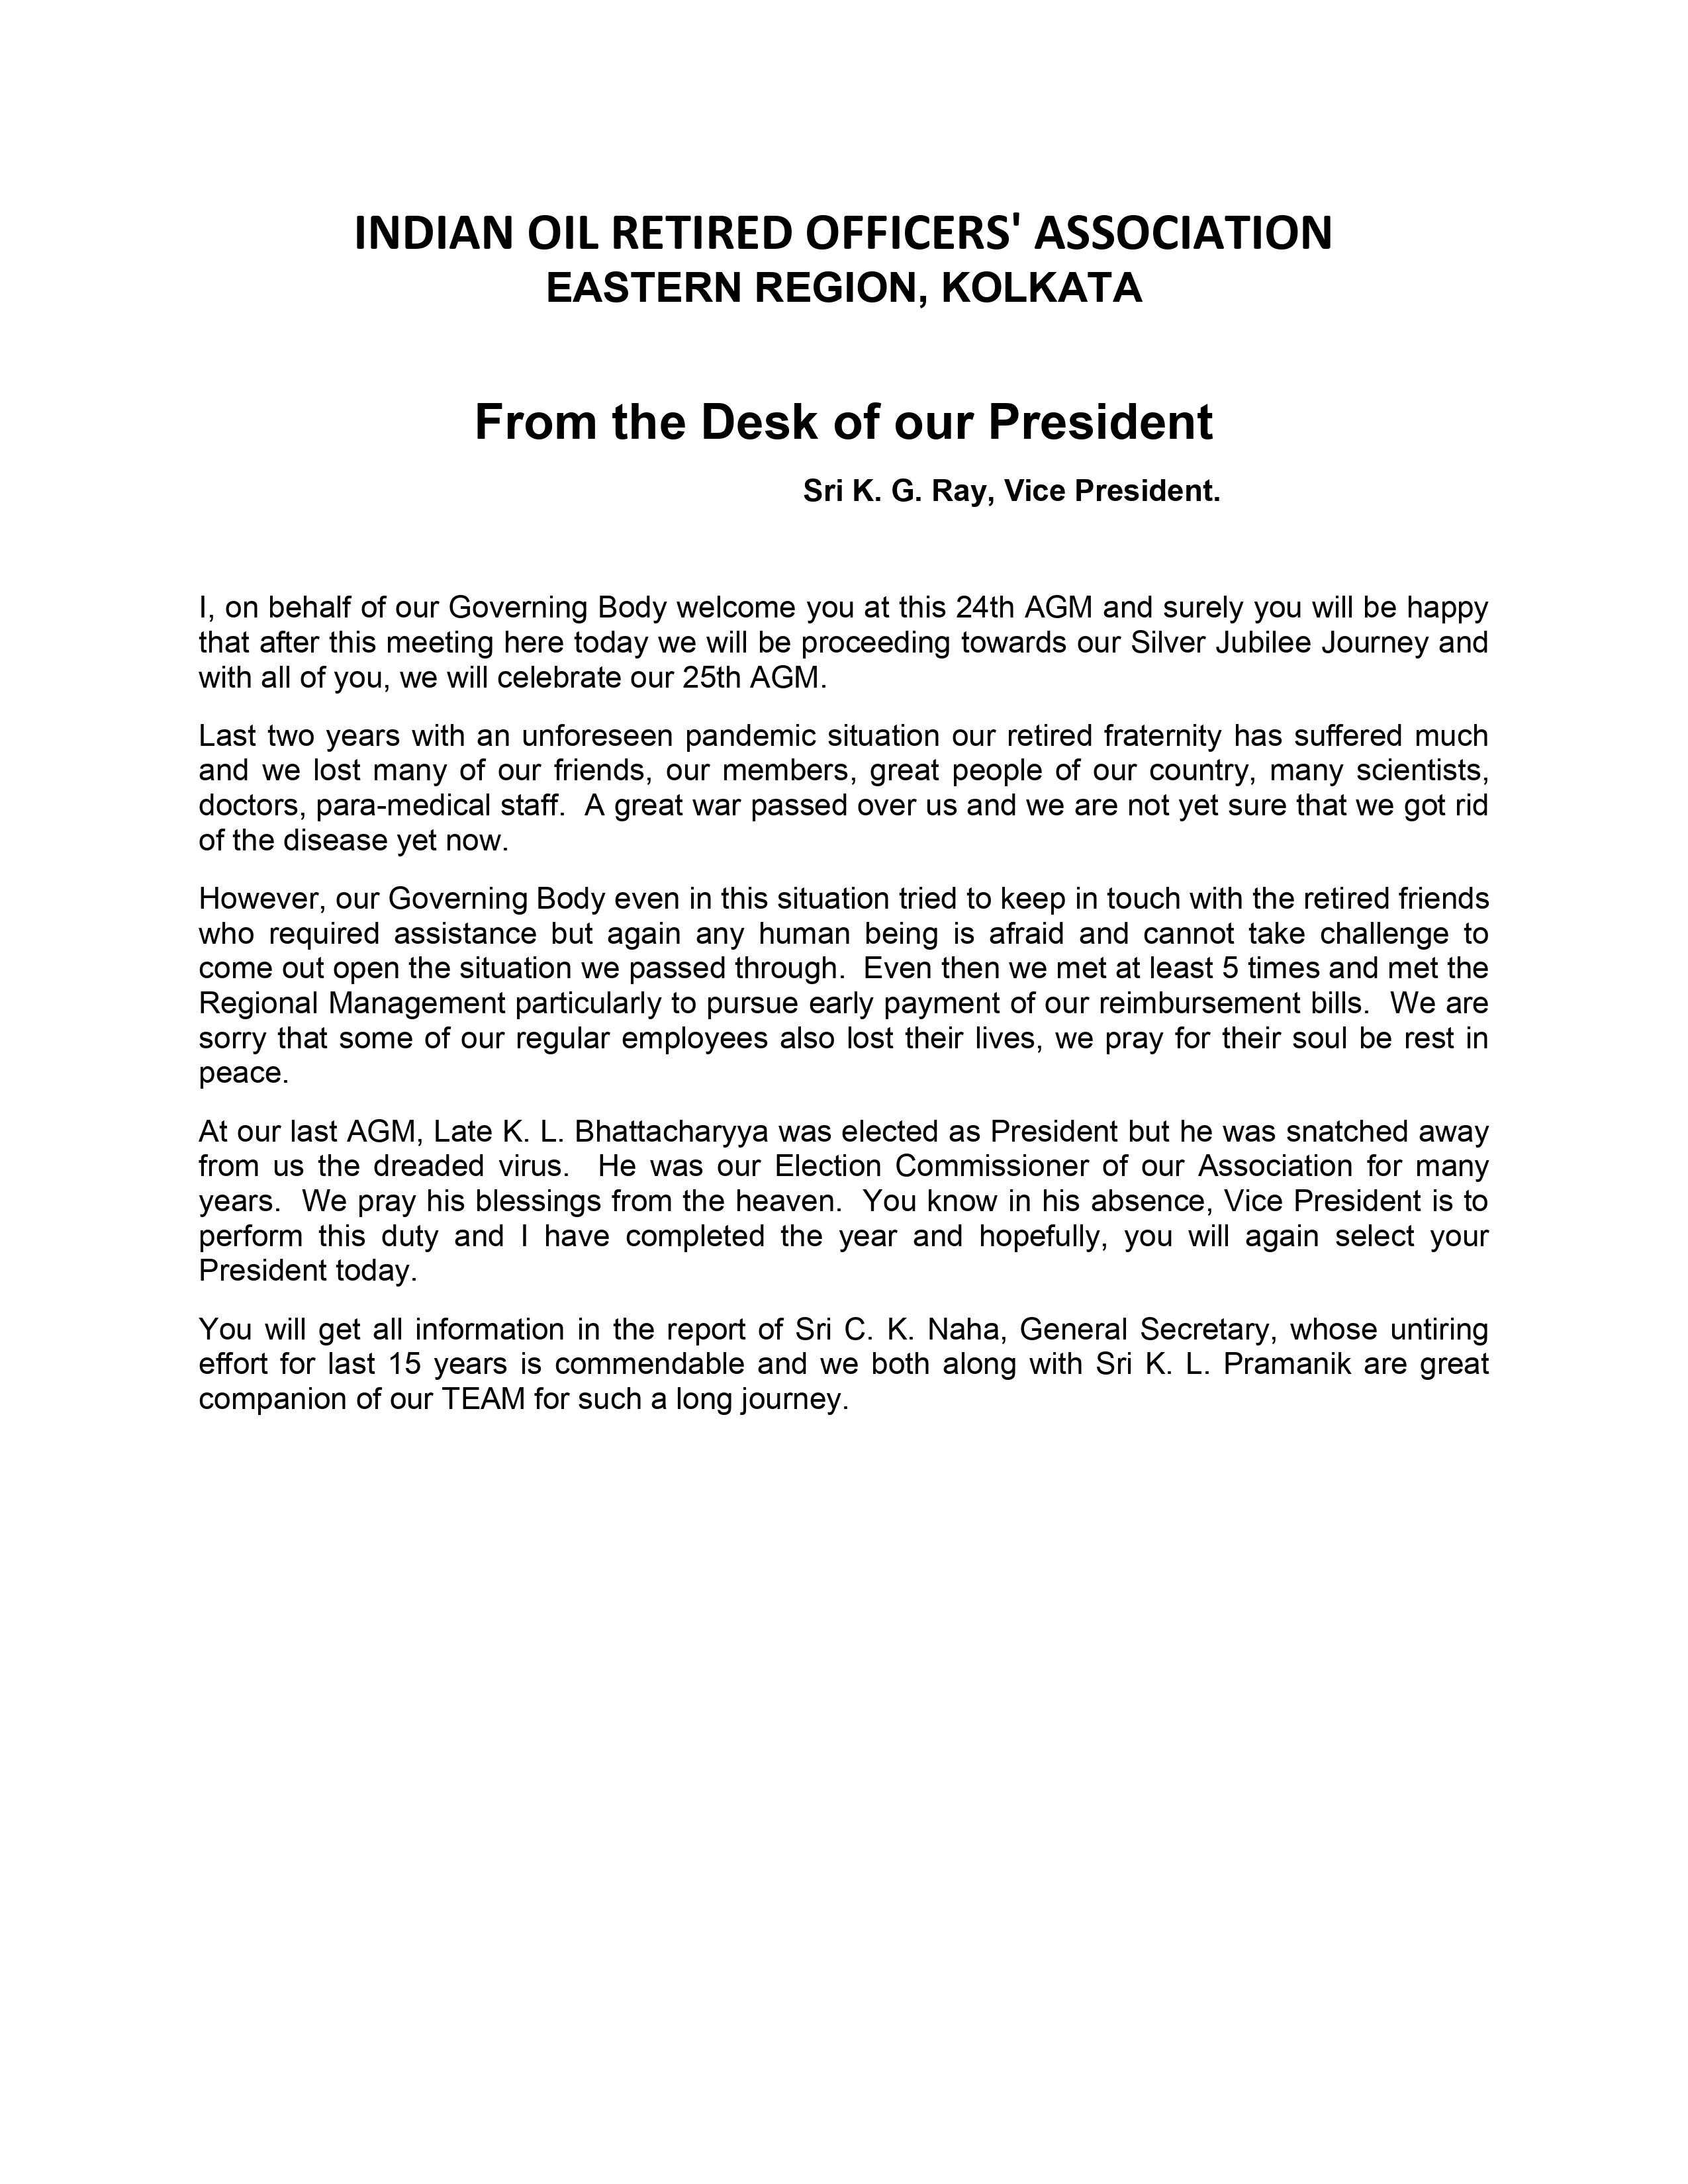 INDIAN OIL RETIRED OFFICERS' ASSOCIATION
EASTERN REGION, KOLKATA
From the Desk of our President
Sri K. G. Ray, Vice President.
I, on behalf of our Governing Body welcome you at this 24th AGM and surely you will be happy
that after this meeting here today we will be proceeding towards our Silver Jubilee Journey and
with all of you, we will celebrate our 25th AGM.
Last two years with an unforeseen pandemic situation our retired fraternity has suffered much
and we lost many of our friends, our members, great people of our country, many scientists,
doctors, para-medical staff.  A great war passed over us and we are not yet sure that we got rid
of the disease yet now.
However, our Governing Body even in this situation tried to keep in touch with the retired friends
who required assistance but again any human being is afraid and cannot take challenge to
come out open the situation we passed through.  Even then we met at least 5 times and met the
Regional Management particularly to pursue early payment of our reimbursement bills.  We are
sorry that some of our regular employees also lost their lives, we pray for their soul be rest in
peace.
At our last AGM, Late K. L. Bhattacharyya was elected as President but he was snatched away
from us the dreaded virus.  He was our Election Commissioner of our Association for many
years.  We pray his blessings from the heaven.  You know in his absence, Vice President is to
perform this duty and I have completed the year and hopefully, you will again select your
President today.
You will get all information in the report of Sri C. K. Naha, General Secretary, whose untiring
effort for last 15 years is commendable and we both along with Sri K. L. Pramanik are great
companion of our TEAM for such a long journey.